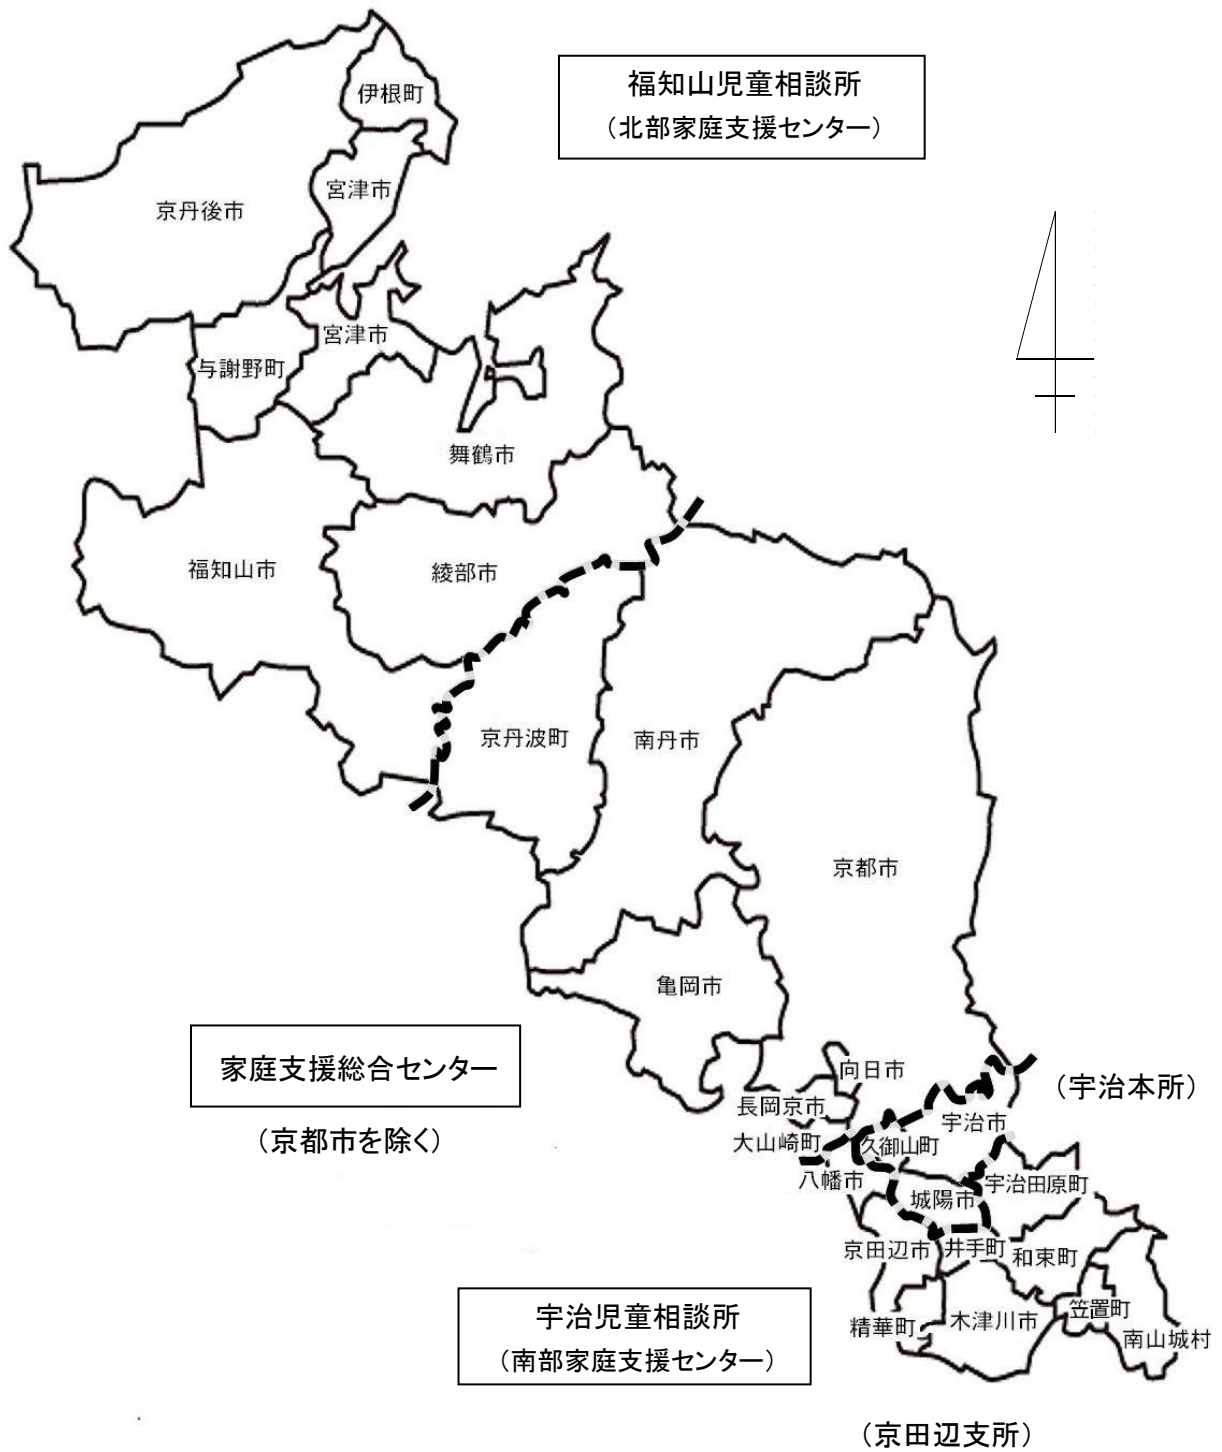 福知山児童相談所
（北部家庭支援センター）
伊根町
宮津市
京丹後市
宮津市
与謝野町
舞鶴市
福知山市
綾部市
京丹波町
南丹市
京都市
亀岡市
家庭支援総合センター
（京都市を除く）
向日市
（宇治本所）
長岡京市
宇治市
大山崎町
久御山町
八幡市
宇治田原町
城陽市
京田辺市
井手町
和束町
宇治児童相談所
（南部家庭支援センター）
精華町
木津川市
笠置町
南山城村
（京田辺支所）